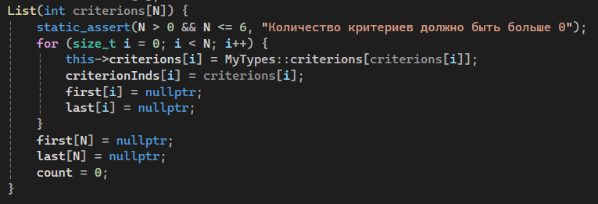 List(int criterions[N]) {
static_assert(N > 0 && N <= 6, "Количество критериев должно быть больше 0");
for (size_t i = 0; i < N; i++) {
this->criterions[i] = MyTypes::criterions[criterions[i]];
criterionInds[i] = criterions[i];
first[i] = nullptr;
last[i] = nullptr;
}
first[N] = nullptr;
last[N] = nullptr;
count = 0;
}